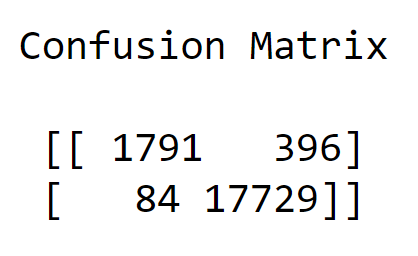 Confusion Matrix
[[ 1791   396]
[   84 17729]]